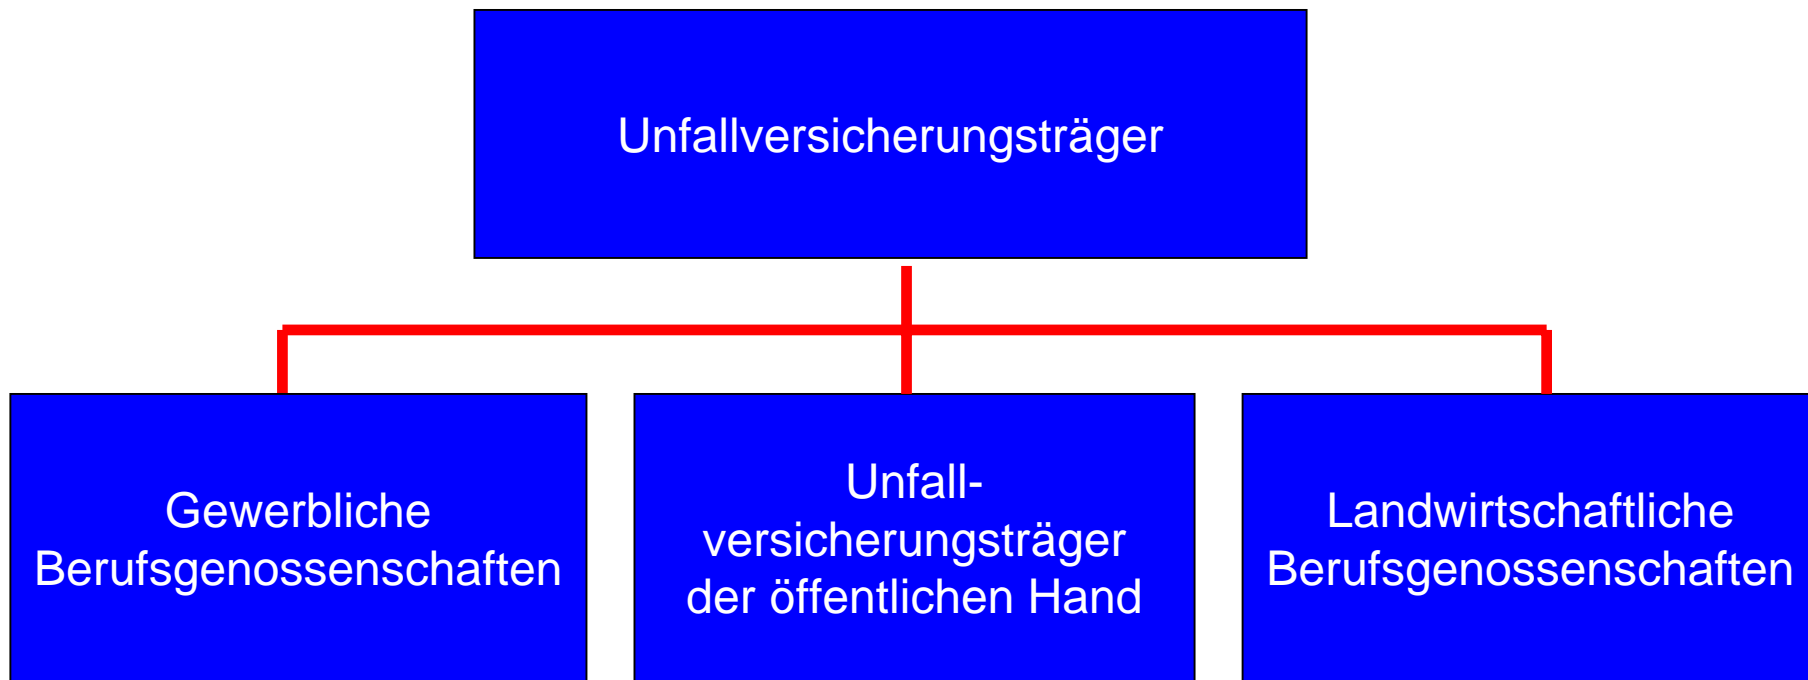 Unfallversicherungsträger
Gewerbliche
Berufsgenossenschaften
Unfall-
versicherungsträger
der öffentlichen Hand
Landwirtschaftliche
Berufsgenossenschaften